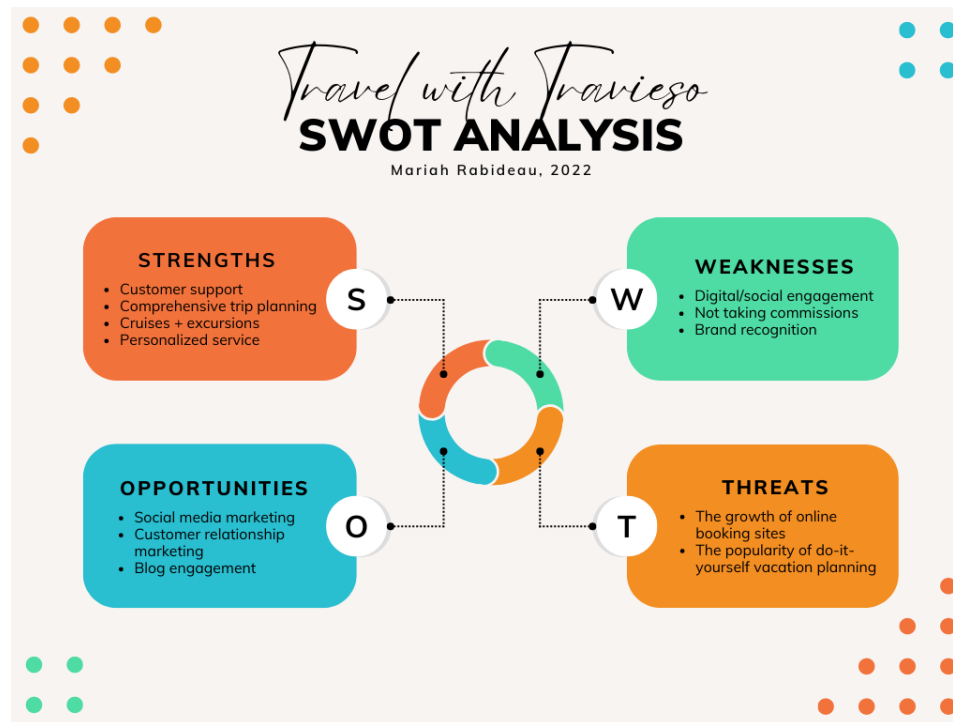 Travel with Travieso
SWOT ANALYSIS
Mariah Rabideau, 2022
STRENGTHS
• Customer support
• Comprehensive trip planning
• Cruises + excursions
• Personalized service
S
W
WEAKNESSES
• Digital/social engagement
• Not taking commissions
• Brand recognition
OPPORTUNITIES
• Social media marketing
• Customer relationship
marketing
• Blog engagement
O
T
THREATS
• The growth of online
booking sites
• The popularity of do-it-
yourself vacation planning